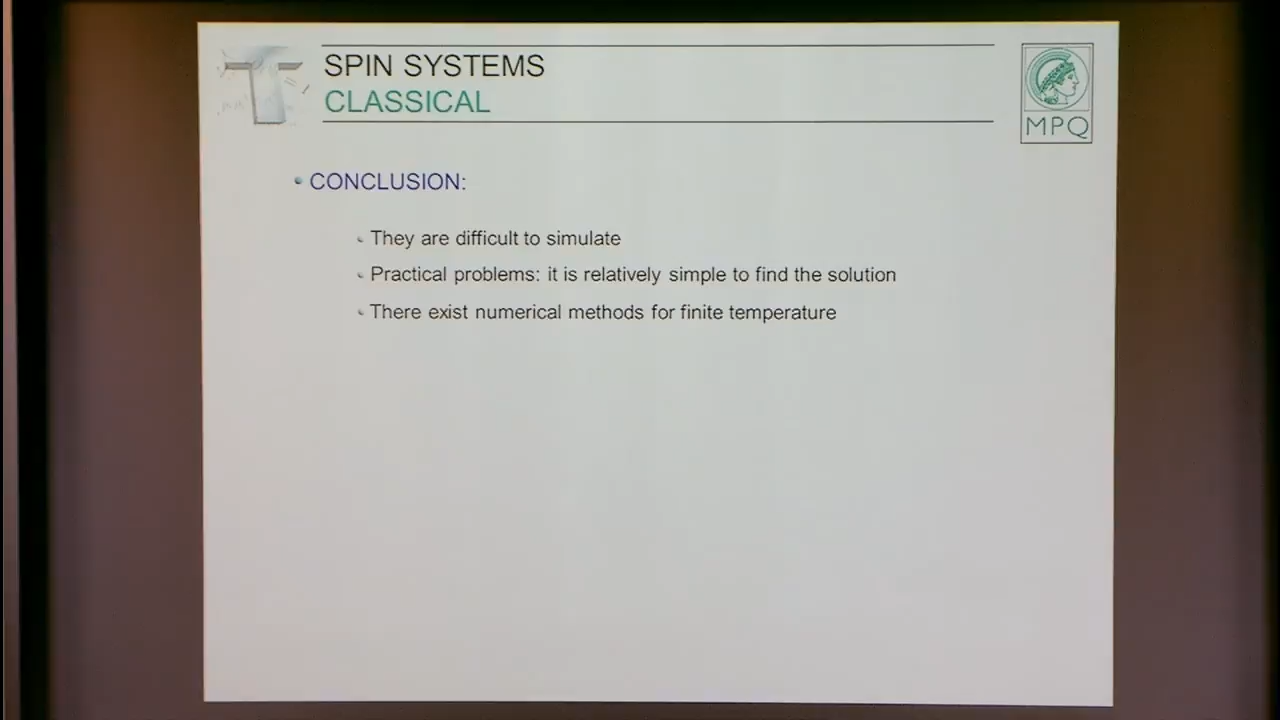 SPIN SYSTEMS
CLASSICAL
MPQ
• CONCLUSION:
• They are difficult to simulate
• Practical problems: it is relatively simple to find the solution
• There exist numerical methods for finite temperature